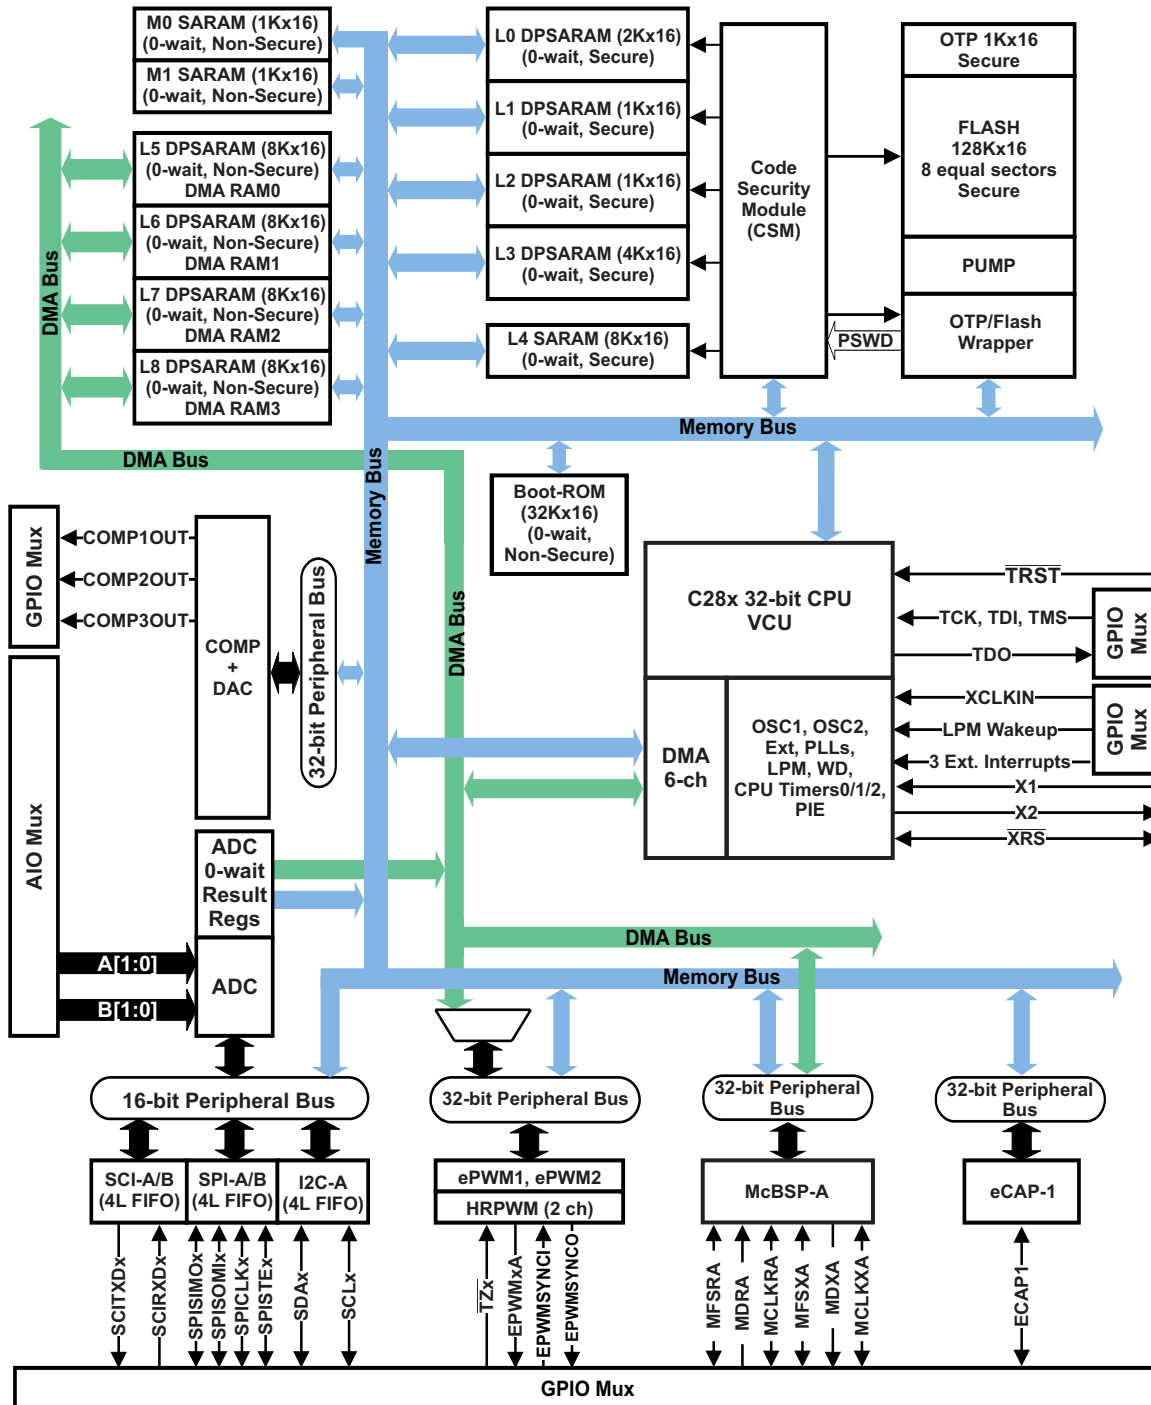 M0 SARAM (1Kx16)
(0-wait, Non-Secure)
M1 SARAM (1Kx16)
(0-wait, Non-Secure)
L5 DPSARAM (8Kx16)
(0-wait, Non-Secure)
DMA RAM0
L6 DPSARAM (8Kx16)
(0-wait, Non-Secure)
DMA RAM1
L7 DPSARAM (8Kx16)
(0-wait, Non-Secure)
DMA RAM2
L8 DPSARAM (8Kx16)
(0-wait, Non-Secure)
DMA RAM3
DMA Bus
L0 DPSARAM (2Kx16)
(0-wait, Secure)
L1 DPSARAM (1Kx16)
(0-wait, Secure)
L2 DPSARAM (1Kx16)
(0-wait, Secure)
L3 DPSARAM (4Kx16)
(0-wait, Secure)
L4 SARAM (8Kx16)
(0-wait, Secure)
Code
Security
Module
(CSM)
OTP 1Kx16
Secure
FLASH
128Kx16
8 equal sectors
Secure
PUMP
OTP/Flash
Wrapper
PSWD
Memory Bus
DMA Bus
Memory Bus
Boot-ROM
(32Kx16)
(0-wait,
Non-Secure)
GPIO Mux
COMP1OUT
COMP2OUT
COMP3OUT
COMP
+
DAC
32-bit Peripheral Bus
DMA Bus
C28x 32-bit CPU
VCU
DMA
6-ch
OSC1, OSC2,
Ext, PLLs,
LPM, WD,
CPU Timers0/1/2,
PIE
TRST
TCK, TDI, TMS
TDO
GPIO
Mux
XCLKIN
LPM Wakeup
3 Ext. Interrupts
GPIO
Mux
X1
X2
XRS
AIO Mux
ADC
0-wait
Result
Regs
ADC
A[1:0]
B[1:0]
DMA Bus
Memory Bus
16-bit Peripheral Bus
32-bit Peripheral Bus
32-bit Peripheral
Bus
32-bit Peripheral
Bus
SCI-A/B
(4L FIFO)
SPI-A/B
(4L FIFO)
I2C-A
(4L FIFO)
ePWM1, ePWM2
HRPWM (2 ch)
McBSP-A
eCAP-1
SCITXDx
SCIRXDx
SPISIMOx
SPISOMIx
SPICLKx
SPISTEx
SDAx
SCLx
TZx
EPWMxA
EPWMSYNCI
EPWMSYNCO
MFSRA
MDRA
MCLKRA
MFSXA
MDXA
MCLKXA
ECAP1
GPIO Mux